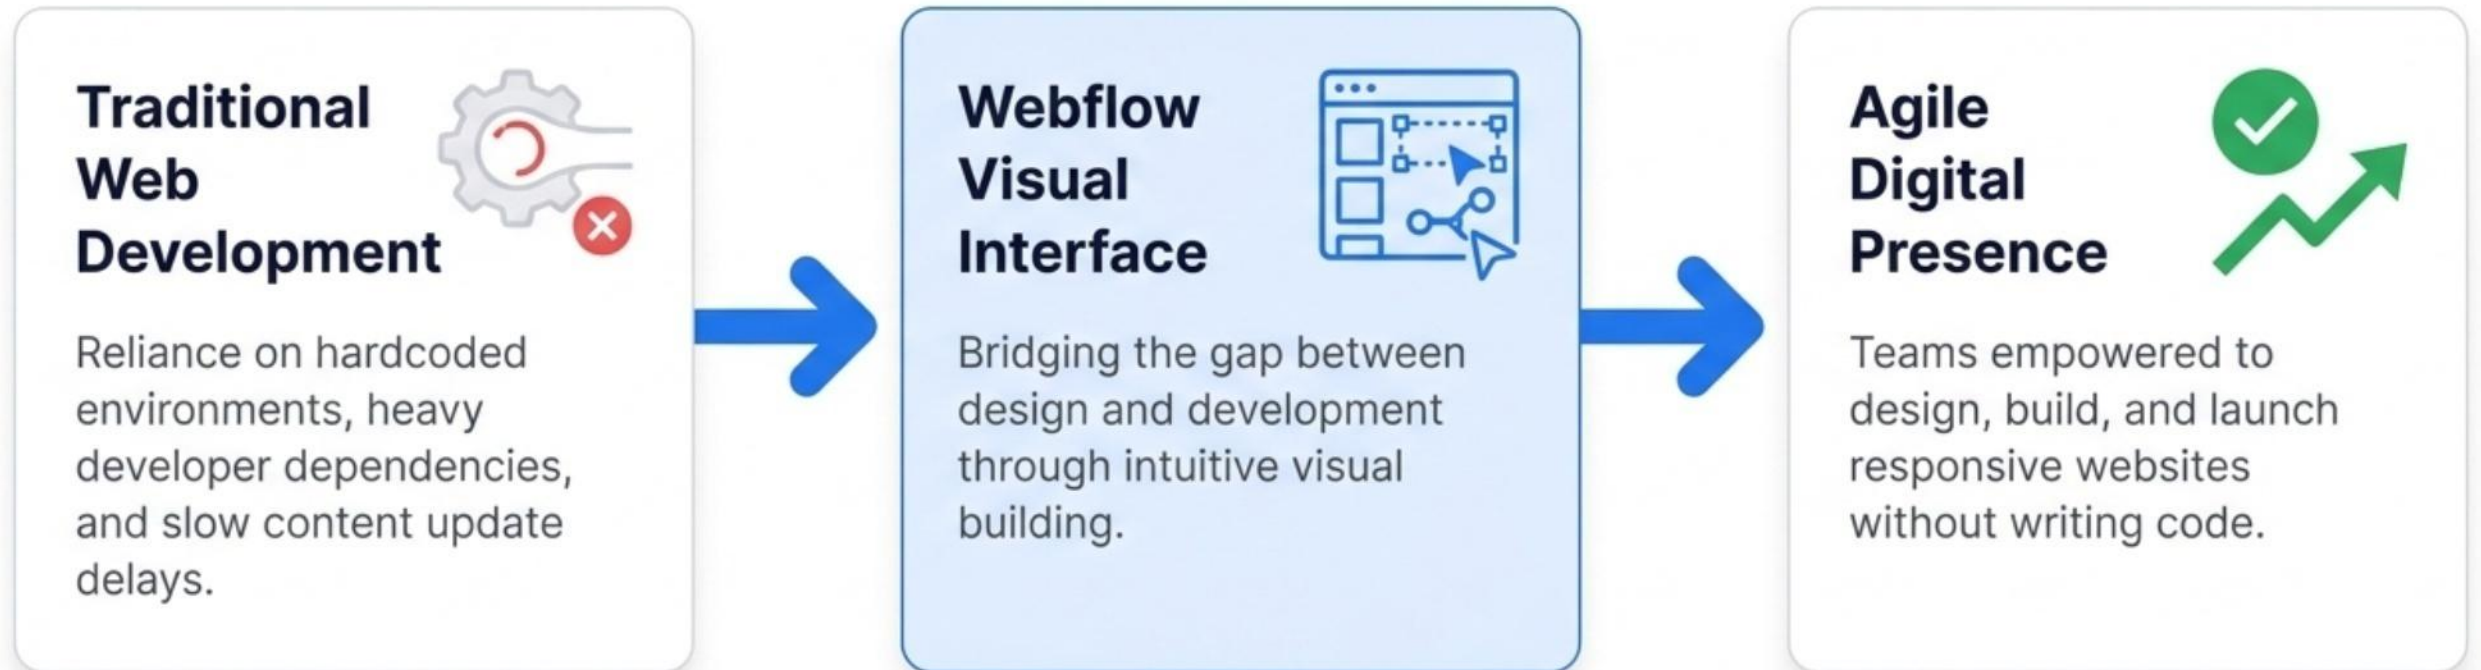 Traditional
Web
Development
Reliance on hardcoded
environments, heavy
developer dependencies,
and slow content update
delays.
Webflow
Visual
Interface
Bridging the gap between
design and development
through intuitive visual
building.
Agile
Digital
Presence
Teams empowered to
design, build, and launch
responsive websites
without writing code.